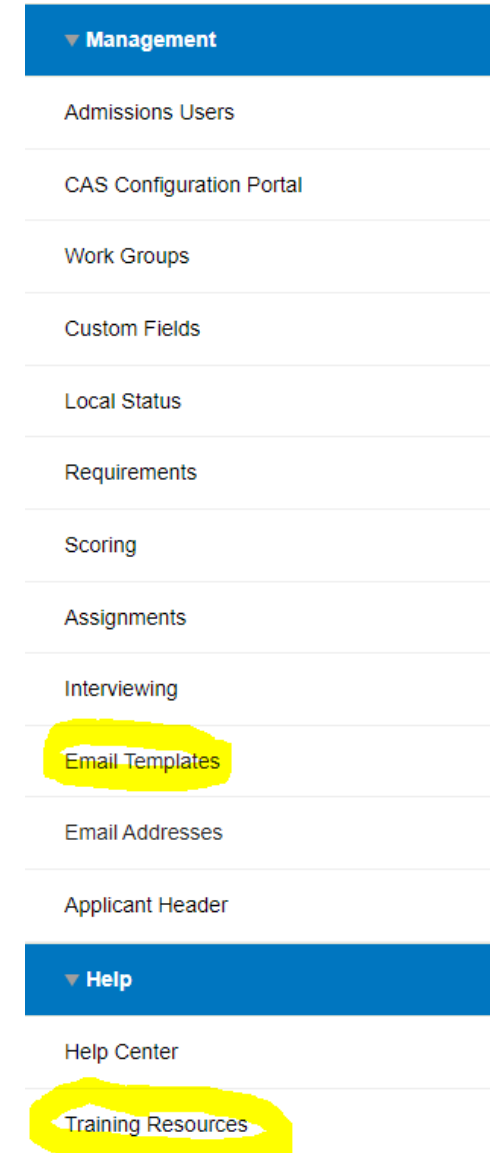 Management
Admissions Users
CAS Configuration Portal
Work Groups
Custom Fields
Local Status
Requirements
Scoring
Assignments
Interviewing
Email Templates
Email Addresses
Applicant Header
Help
Help Center
Training Resources